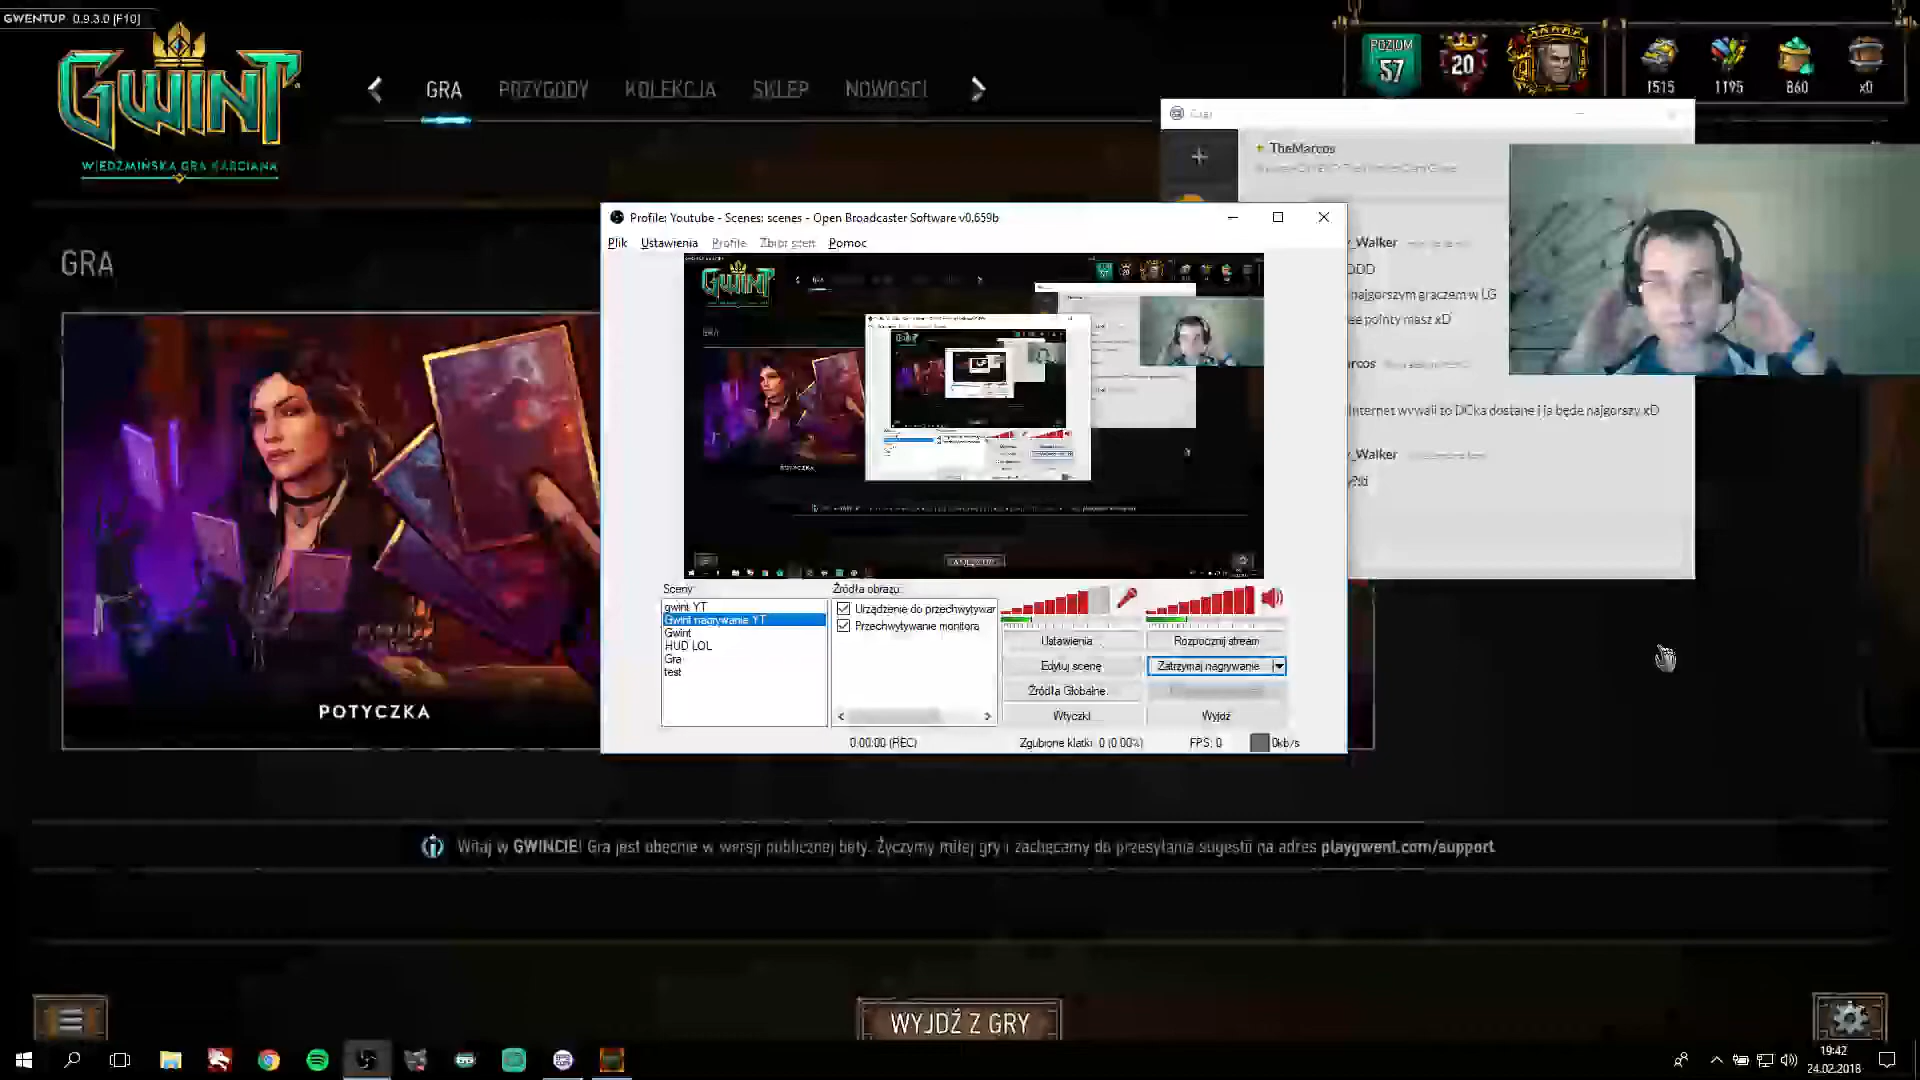 GWENTUP 0.9.3.0 [F10]
GWINT
WIEDŹMIŃSKA GRA KARCIANA
GRA
PRZYGODY
KOLEKCJA
SKLEP
NOWOŚCI
POZIOM
57
20
1515
1195
860
x0
GRA
POTYCZKA
+ TheMarcos
_Walker
DDD
najgorszym graczem w LG
pointy masz xD
arcos
Internet wywali to DCka dostane i ja będe najgorszy xD
_Walker
Profile: Youtube - Scenes: scenes - Open Broadcaster Software v0.659b
Plik
Ustawienia
Profile
Zbiór scen
Pomoc
Sceny:
gwint YT
Gwint nagrywanie YT
Gwint
HUD LOL
Gra
test
Źródła obrazu:
Urządzenie do przechwytywar
Przechwytywanie monitora
Ustawienia
Rozpocznij stream
Edytuj scenę
Zatrzymaj nagrywanie
Źródła Globalne...
Wtyczki
Wyjdź
0:00:00 (REC)
Zgubione klatki: 0 (0.00%)
FPS: 0
0kb/s
Witaj w GWINCIE! Gra jest obecnie w wersji publicznej bety. Życzymy miłej gry i zachęcamy do przesyłania sugestii na adres playgwent.com/support
WYJDŹ Z GRY
19:42
24.02.2018